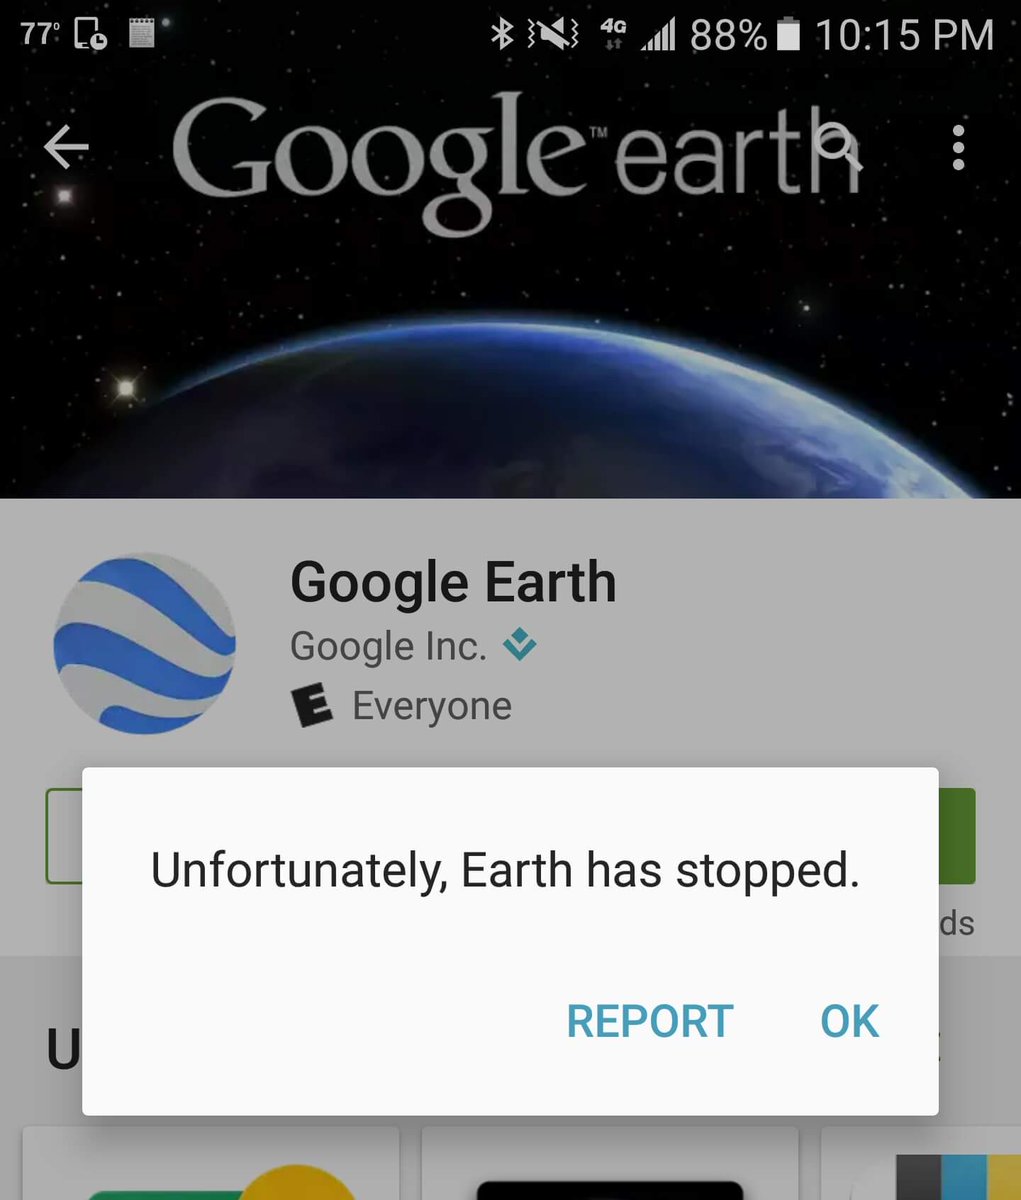 77° 4G 88% 10:15 PM
Google™ earth
Google Earth
Google Inc.
E Everyone
Unfortunately, Earth has stopped.
ds
REPORT OK
U